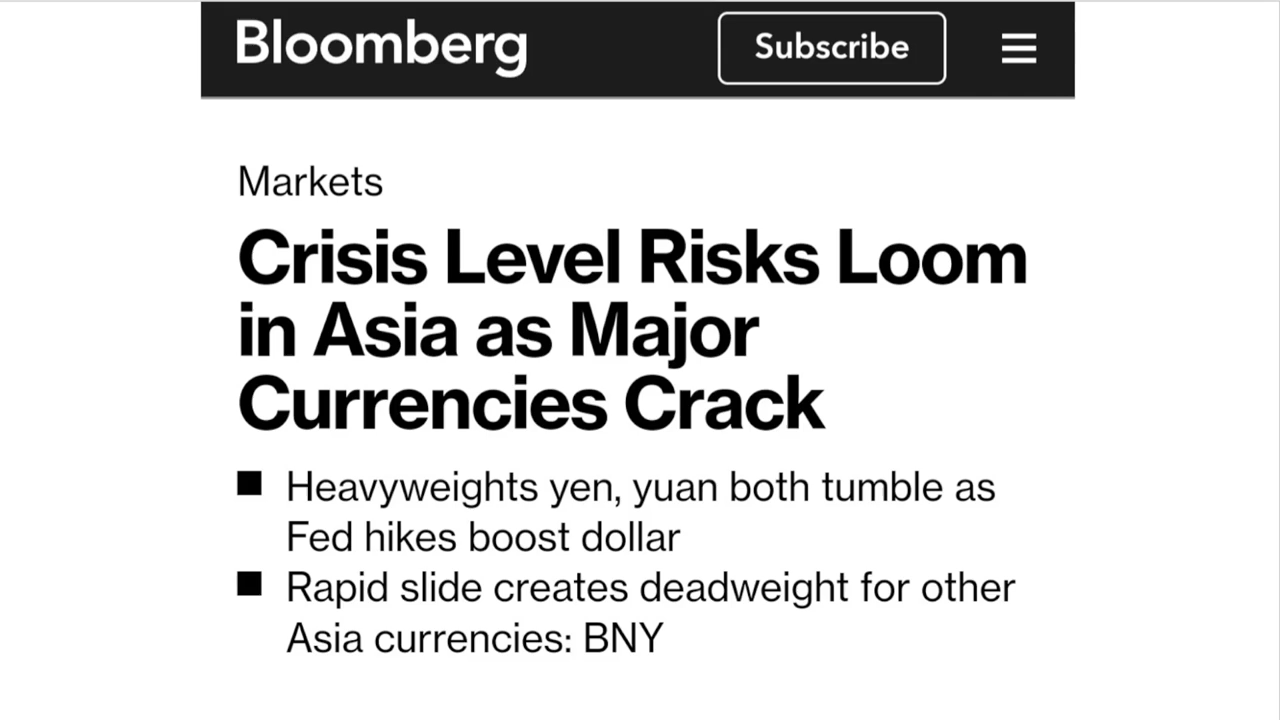 Bloomberg
Subscribe
Markets
Crisis Level Risks Loom
in Asia as Major
Currencies Crack
Heavyweights yen, yuan both tumble as
Fed hikes boost dollar
Rapid slide creates deadweight for other
Asia currencies: BNY